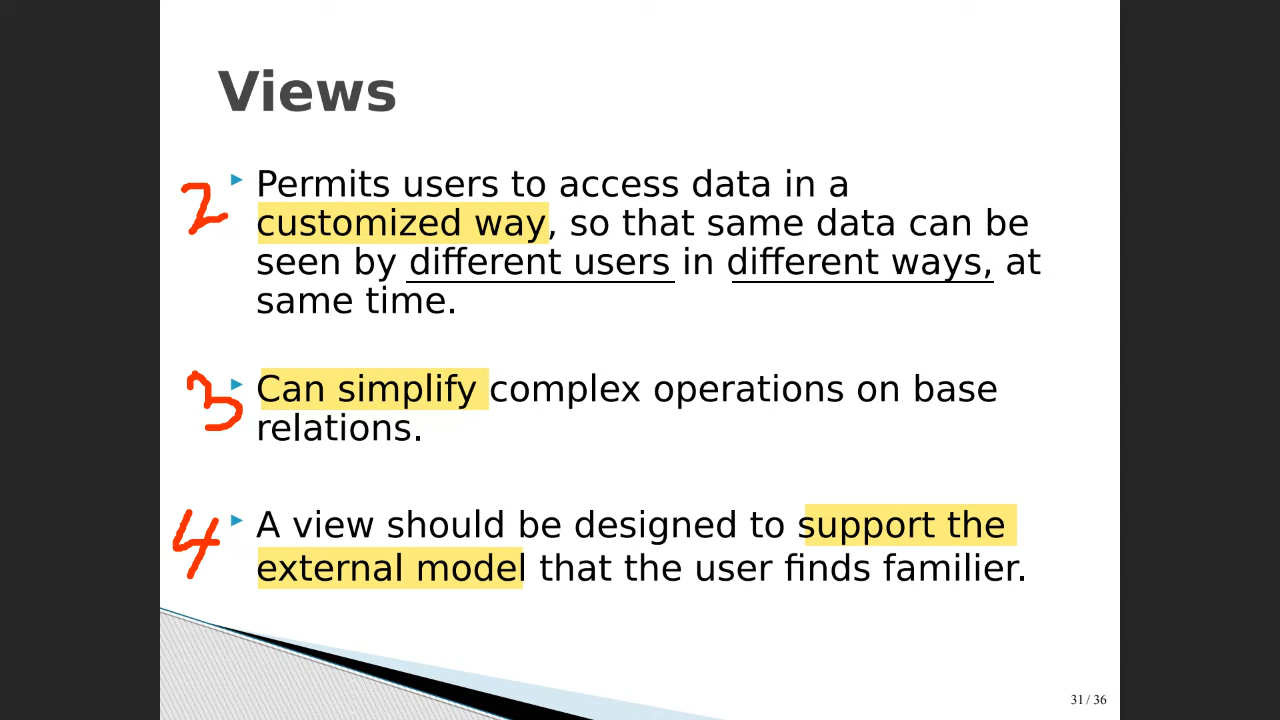 Views
2
Permits users to access data in a
customized way, so that same data can be
seen by different users in different ways, at
same time.
3
Can simplify complex operations on base
relations.
4
A view should be designed to support the
external model that the user finds familier.
31 / 36